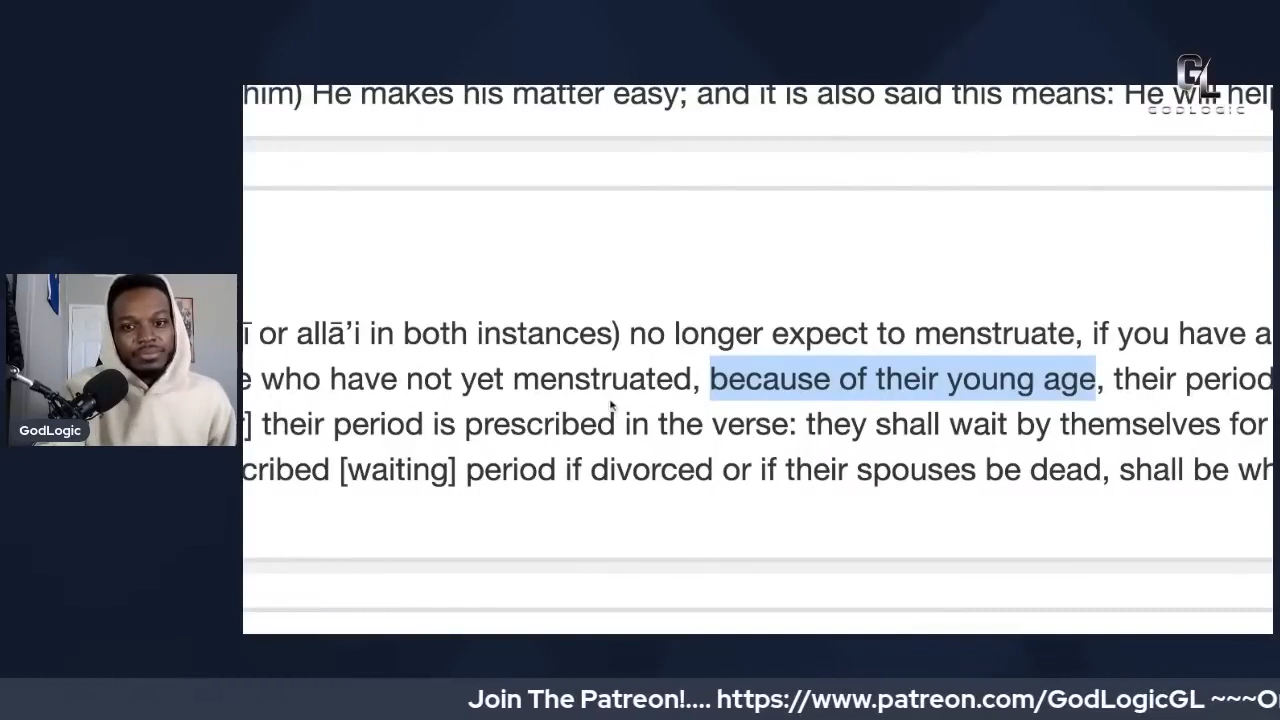 him) He makes his matter easy; and it is also said this means: He will help
GL
GODLOGIC
ī or allā’i in both instances) no longer expect to menstruate, if you have a
e who have not yet menstruated, because of their young age, their period
r] their period is prescribed in the verse: they shall wait by themselves for
cribed [waiting] period if divorced or if their spouses be dead, shall be wh
GodLogic
Join The Patreon!.... https://www.patreon.com/GodLogicGL ~~~O